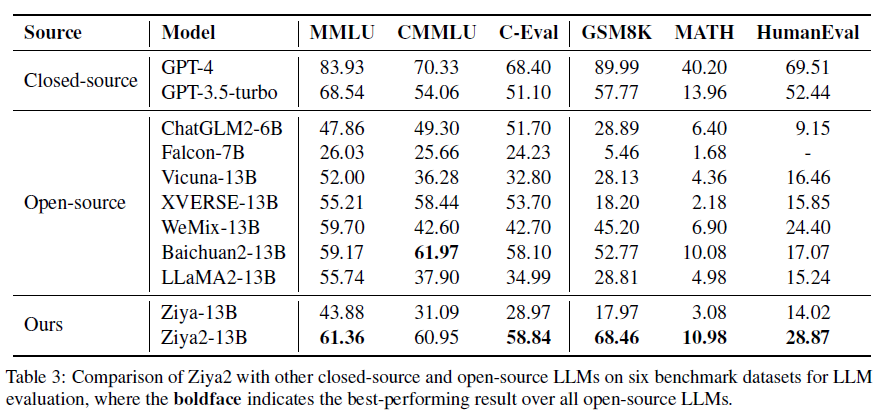 Source Model MMLU CMMLU C-Eval GSM8K MATH HumanEval
Closed-source
GPT-4 83.93 70.33 68.40 89.99 40.20 69.51
GPT-3.5-turbo 68.54 54.06 51.10 57.77 13.96 52.44
Open-source
ChatGLM2-6B 47.86 49.30 51.70 28.89 6.40 9.15
Falcon-7B 26.03 25.66 24.23 5.46 1.68 -
Vicuna-13B 52.00 36.28 32.80 28.13 4.36 16.46
XVERSE-13B 55.21 58.44 53.70 18.20 2.18 15.85
WeMix-13B 59.70 42.60 42.70 45.20 6.90 24.40
Baichuan2-13B 59.17 61.97 58.10 52.77 10.08 17.07
LLaMA2-13B 55.74 37.90 34.99 28.81 4.98 15.24
Ours
Ziya-13B 43.88 31.09 28.97 17.97 3.08 14.02
Ziya2-13B 61.36 60.95 58.84 68.46 10.98 28.87
Table 3: Comparison of Ziya2 with other closed-source and open-source LLMs on six benchmark datasets for LLM
evaluation, where the boldface indicates the best-performing result over all open-source LLMs.